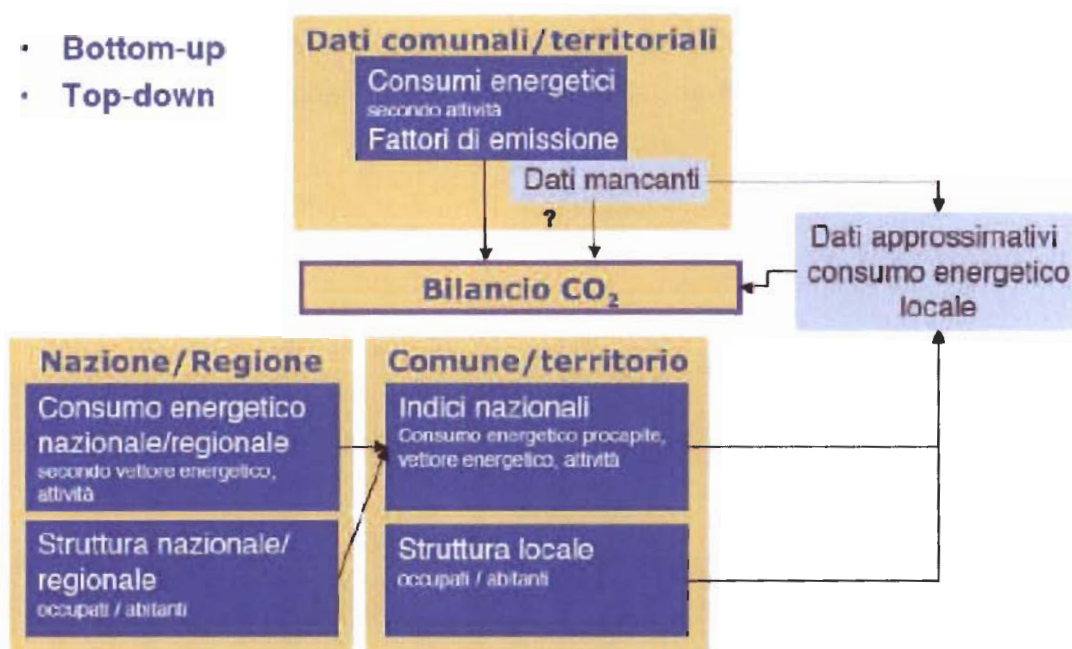 • Bottom-up
• Top-down
Dati comunali/territoriali
Consumi energetici
secondo attività
Fattori di emissione
Dati mancanti
?
Dati approssimativi
consumo energetico
locale
Bilancio CO₂
Nazione/Regione
Consumo energetico
nazionale/regionale
secondo vettore energetico,
attività
Struttura nazionale/
regionale
occupati / abitanti
Comune/territorio
Indici nazionali
Consumo energetico procapite,
vettore energetico, attività
Struttura locale
occupati / abitanti